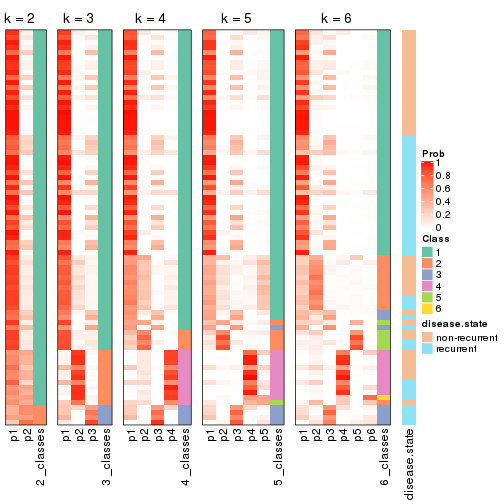 k = 2 k = 3 k = 4 k = 5 k = 6
Prob
1
0.8
0.6
0.4
0.2
0
Class
1
2
3
4
5
6
disease.state
non-recurrent
recurrent
p1 p2 2_classes p1 p2 p3 3_classes p1 p2 p3 p4 4_classes p1 p2 p3 p4 p5 5_classes p1 p2 p3 p4 p5 p6 6_classes disease.state